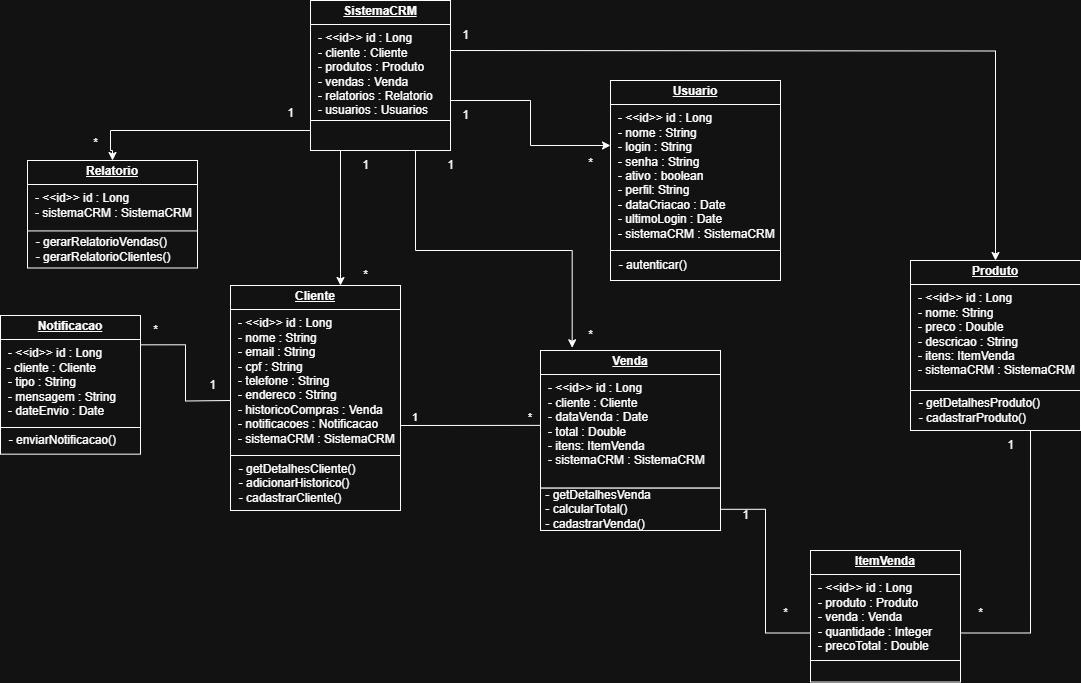 SistemaCRM
- <<id>> id : Long
- cliente : Cliente
- produtos : Produto
- vendas : Venda
- relatorios : Relatorio
- usuarios : Usuarios
1
1
1
1
1
1
*
*
*
*
*
Relatorio
- <<id>> id : Long
- sistemaCRM : SistemaCRM
- gerarRelatorioVendas()
- gerarRelatorioClientes()
Usuario
- <<id>> id : Long
- nome : String
- login : String
- senha : String
- ativo : boolean
- perfil: String
- dataCriacao : Date
- ultimoLogin : Date
- sistemaCRM : SistemaCRM
- autenticar()
Produto
- <<id>> id : Long
- nome: String
- preco : Double
- descricao : String
- itens: ItemVenda
- sistemaCRM : SistemaCRM
- getDetalhesProduto()
- cadastrarProduto()
1
Cliente
- <<id>> id : Long
- nome : String
- email : String
- cpf : String
- telefone : String
- endereco : String
- historicoCompras : Venda
- notificacoes : Notificacao
- sistemaCRM : SistemaCRM
- getDetalhesCliente()
- adicionarHistorico()
- cadastrarCliente()
Notificacao
- <<id>> id : Long
- cliente : Cliente
- tipo : String
- mensagem : String
- dateEnvio : Date
- enviarNotificacao()
1
*
Venda
- <<id>> id : Long
- cliente : Cliente
- dataVenda : Date
- total : Double
- itens: ItemVenda
- sistemaCRM : SistemaCRM
- getDetalhesVenda
- calcularTotal()
- cadastrarVenda()
1
*
*
ItemVenda
- <<id>> id : Long
- produto : Produto
- venda : Venda
- quantidade : Integer
- precoTotal : Double